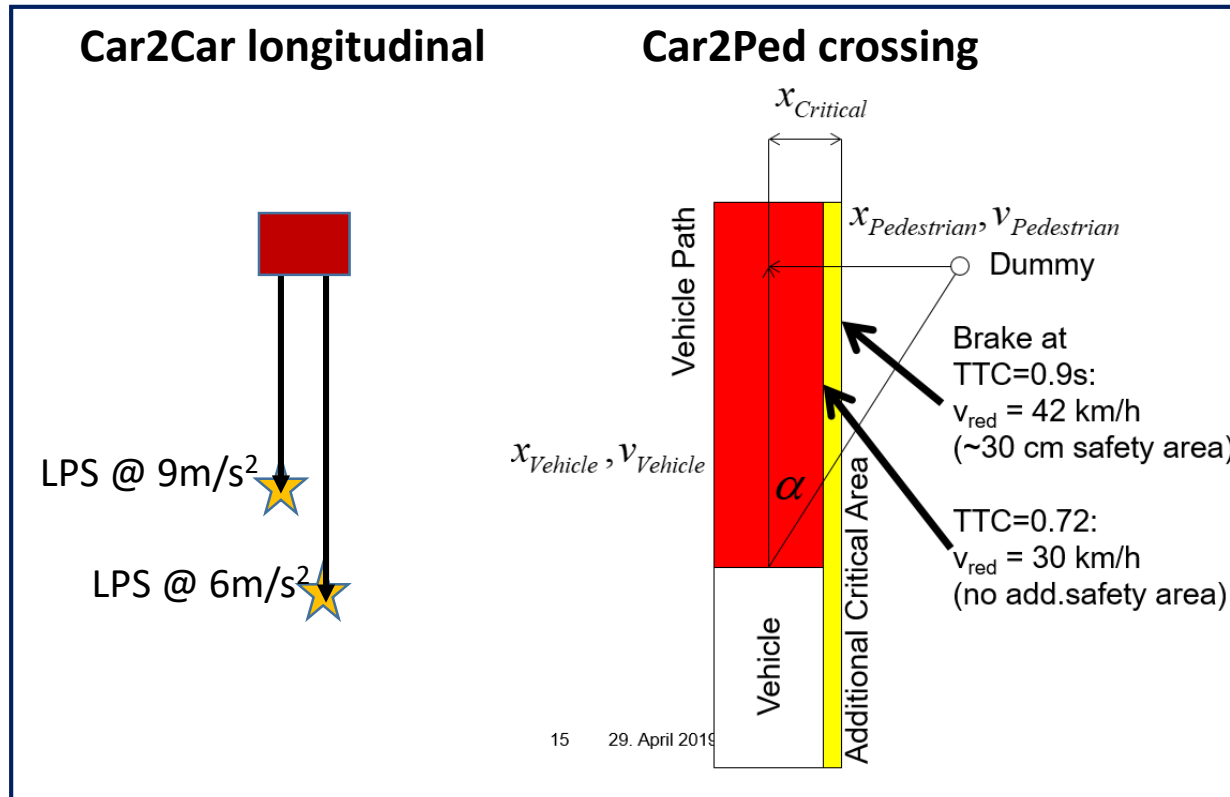 Car2Car longitudinal
Car2Ped crossing
x_Critical
Vehicle Path
x_Pedestrian, v_Pedestrian
Dummy
Brake at
TTC=0.9s:
v_red = 42 km/h
(~30 cm safety area)
x_Vehicle, v_Vehicle
LPS @ 9m/s²
α
TTC=0.72:
v_red = 30 km/h
(no add.safety area)
LPS @ 6m/s²
Vehicle
Additional Critical Area
15 29. April 2019